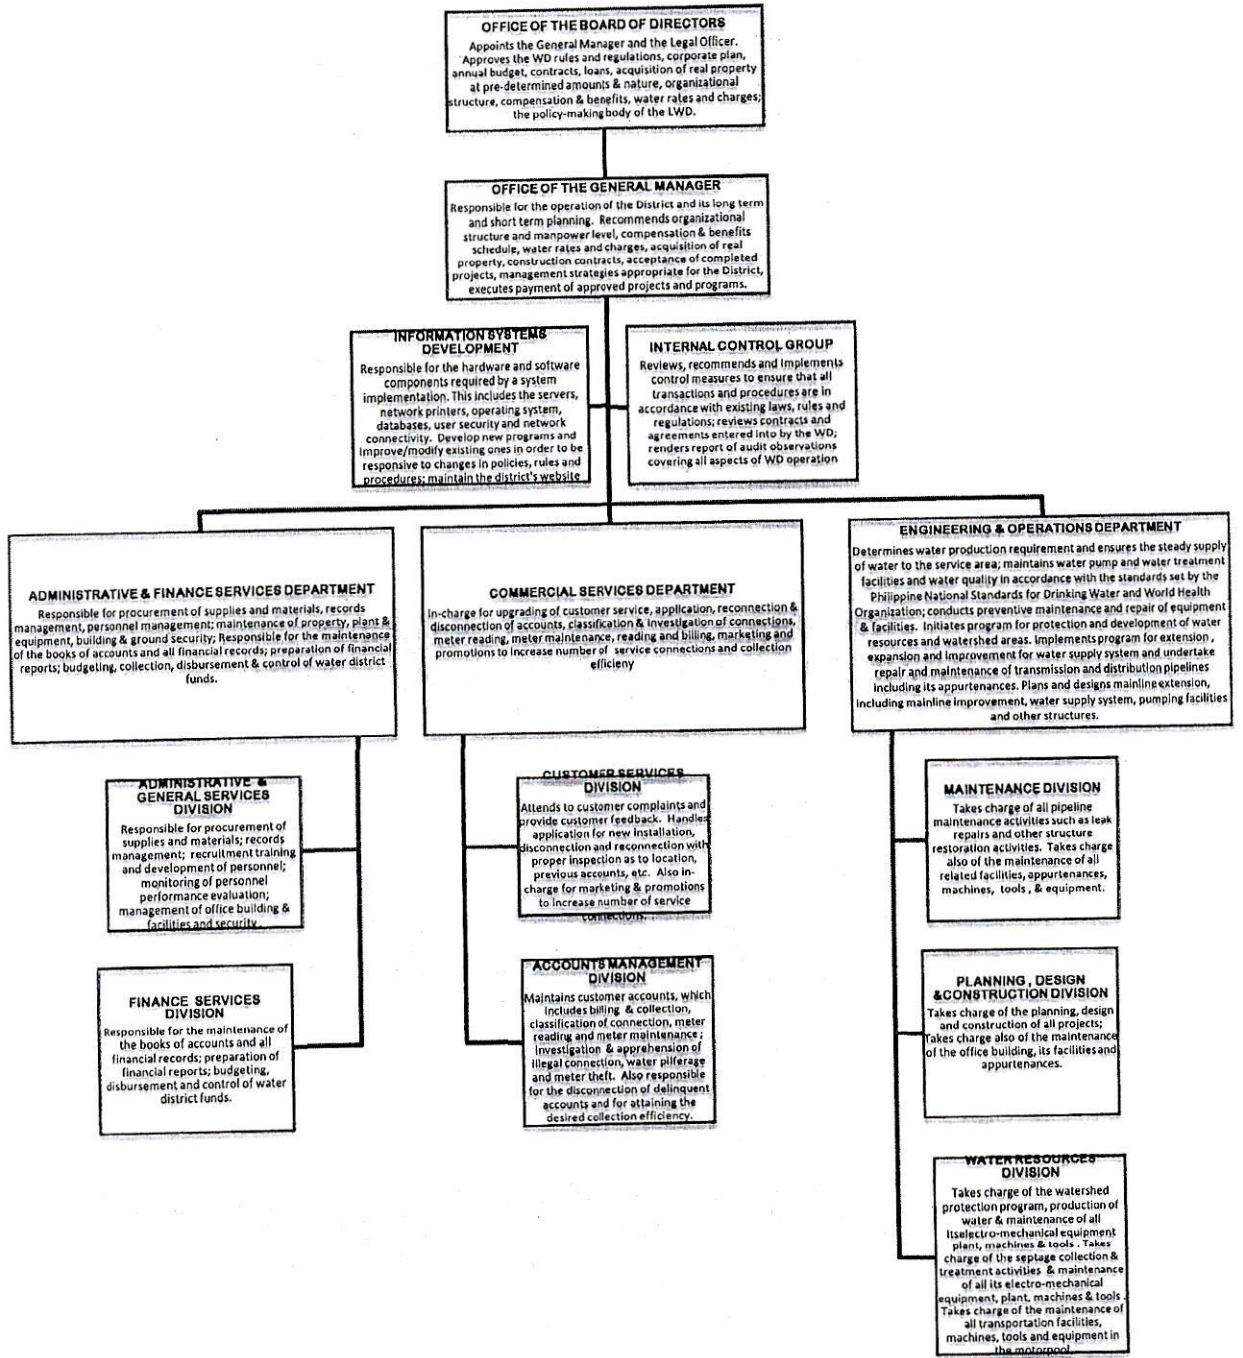 OFFICE OF THE BOARD OF DIRECTORS
Appoints the General Manager and the Legal Officer.
Approves the WD rules and regulations, corporate plan,
annual budget, contracts, loans, acquisition of real property
at pre-determined amounts & nature, organizational
structure, compensation & benefits, water rates and charges;
the policy-making body of the LWD.
OFFICE OF THE GENERAL MANAGER
Responsible for the operation of the District and its long term
and short term planning. Recommends organizational
structure and manpower level, compensation & benefits
schedule, water rates and charges, acquisition of real
property, construction contracts, acceptance of completed
projects, management strategies appropriate for the District,
executes payment of approved projects and programs.
INFORMATION SYSTEMS
DEVELOPMENT
Responsible for the hardware and software
components required by a system
implementation. This includes the servers,
network printers, operating system,
databases, user security and network
connectivity. Develop new programs and
improve/modify existing ones in order to be
responsive to changes in policies, rules and
procedures; maintain the district's website
INTERNAL CONTROL GROUP
Reviews, recommends and implements
control measures to ensure that all
transactions and procedures are in
accordance with existing laws, rules and
regulations; reviews contracts and
agreements entered into by the WD;
renders report of audit observations
covering all aspects of WD operation
ADMINISTRATIVE & FINANCE SERVICES DEPARTMENT
Responsible for procurement of supplies and materials, records
management, personnel management; maintenance of property, plant &
equipment, building & ground security; Responsible for the maintenance
of the books of accounts and all financial records; preparation of financial
reports; budgeting, collection, disbursement & control of water district
funds.
COMMERCIAL SERVICES DEPARTMENT
In-charge for upgrading of customer service, application, reconnection &
disconnection of accounts, classification & investigation of connections,
meter reading, meter maintenance, reading and billing, marketing and
promotions to increase number of service connections and collection
efficieny
ENGINEERING & OPERATIONS DEPARTMENT
Determines water production requirement and ensures the steady supply
of water to the service area; maintains water pump and water treatment
facilities and water quality in accordance with the standards set by the
Philippine National Standards for Drinking Water and World Health
Organization; conducts preventive maintenance and repair of equipment
& facilities. Initiates program for protection and development of water
resources and watershed areas. Implements program for extension ,
expansion and improvement for water supply system and undertake
repair and maintenance of transmission and distribution pipelines
including its appurtenances. Plans and designs mainline extension,
including mainline improvement, water supply system, pumping facilities
and other structures.
ADMINISTRATIVE &
GENERAL SERVICES
DIVISION
Responsible for procurement of
supplies and materials; records
management; recruitment training
and development of personnel;
monitoring of personnel
performance evaluation;
management of office building &
facilities and security .
FINANCE SERVICES
DIVISION
Responsible for the maintenance of
the books of accounts and all
financial records; preparation of
financial reports; budgeting,
disbursement and control of water
district funds.
CUSTOMER SERVICES
DIVISION
Attends to customer complaints and
provide customer feedback. Handles
application for new installation,
disconnection and reconnection with
proper inspection as to location,
previous accounts, etc. Also in-
charge for marketing & promotions
to increase number of service
connections.
ACCOUNTS MANAGEMENT
DIVISION
Maintains customer accounts, which
includes billing & collection,
classification of connection, meter
reading and meter maintenance ;
investigation & apprehension of
illegal connection, water pilferage
and meter theft. Also responsible
for the disconnection of delinquent
accounts and for attaining the
desired collection efficiency.
MAINTENANCE DIVISION
Takes charge of all pipeline
maintenance activities such as leak
repairs and other structure
restoration activities. Takes charge
also of the maintenance of all
related facilities, appurtenances,
machines, tools , & equipment.
PLANNING , DESIGN
&CONSTRUCTION DIVISION
Takes charge of the planning, design
and construction of all projects;
Takes charge also of the maintenance
of the office building, its facilities and
appurtenances.
WATER RESOURCES
DIVISION
Takes charge of the watershed
protection program, production of
water & maintenance of all
itselectro-mechanical equipment
plant, machines & tools . Takes
charge of the septage collection &
treatment activities & maintenance
of all its electro-mechanical
equipment, plant, machines & tools .
Takes charge of the maintenance of
all transportation facilities,
machines, tools and equipment in
the motorpool.